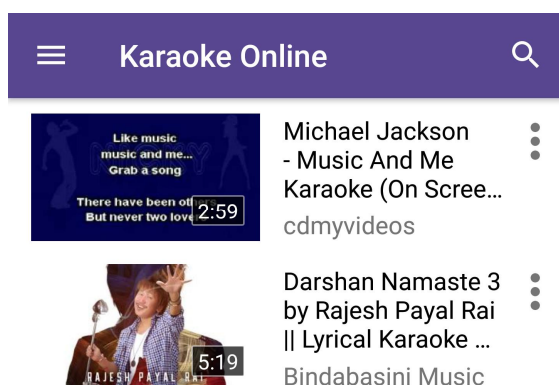 Karaoke Online
Like music
music and me...
Grab a song
There have been others
But never two love
2:59
Michael Jackson
- Music And Me
Karaoke (On Scree...
cdmyvideos
RAJESH PAYAL RAI
5:19
Darshan Namaste 3
by Rajesh Payal Rai
|| Lyrical Karaoke ...
Bindabasini Music